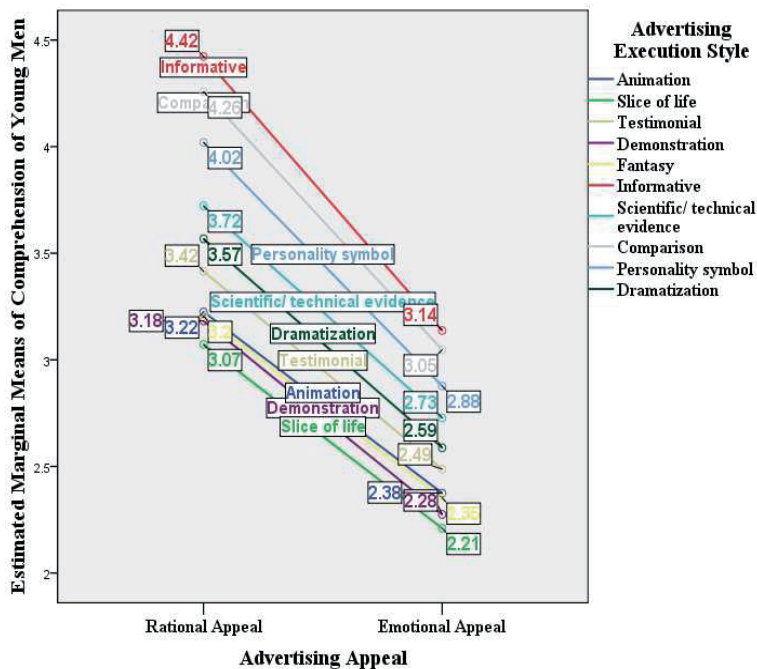 Estimated Marginal Means of Comprehension of Young Men
4.5
4
3.5
3
2.5
2
4.42
Informative
Comparison
4.26
4.02
3.72
Personality symbol
3.57
3.42
Scientific/ technical evidence
3.18
3.22
3.2
3.14
Dramatization
3.07
Testimonial
3.05
Animation
2.73
2.88
Demonstration
Slice of life
2.59
2.49
2.38
2.28
2.35
2.21
Rational Appeal
Emotional Appeal
Advertising Appeal
Advertising
Execution Style
Animation
Slice of life
Testimonial
Demonstration
Fantasy
Informative
Scientific/ technical
evidence
Comparison
Personality symbol
Dramatization